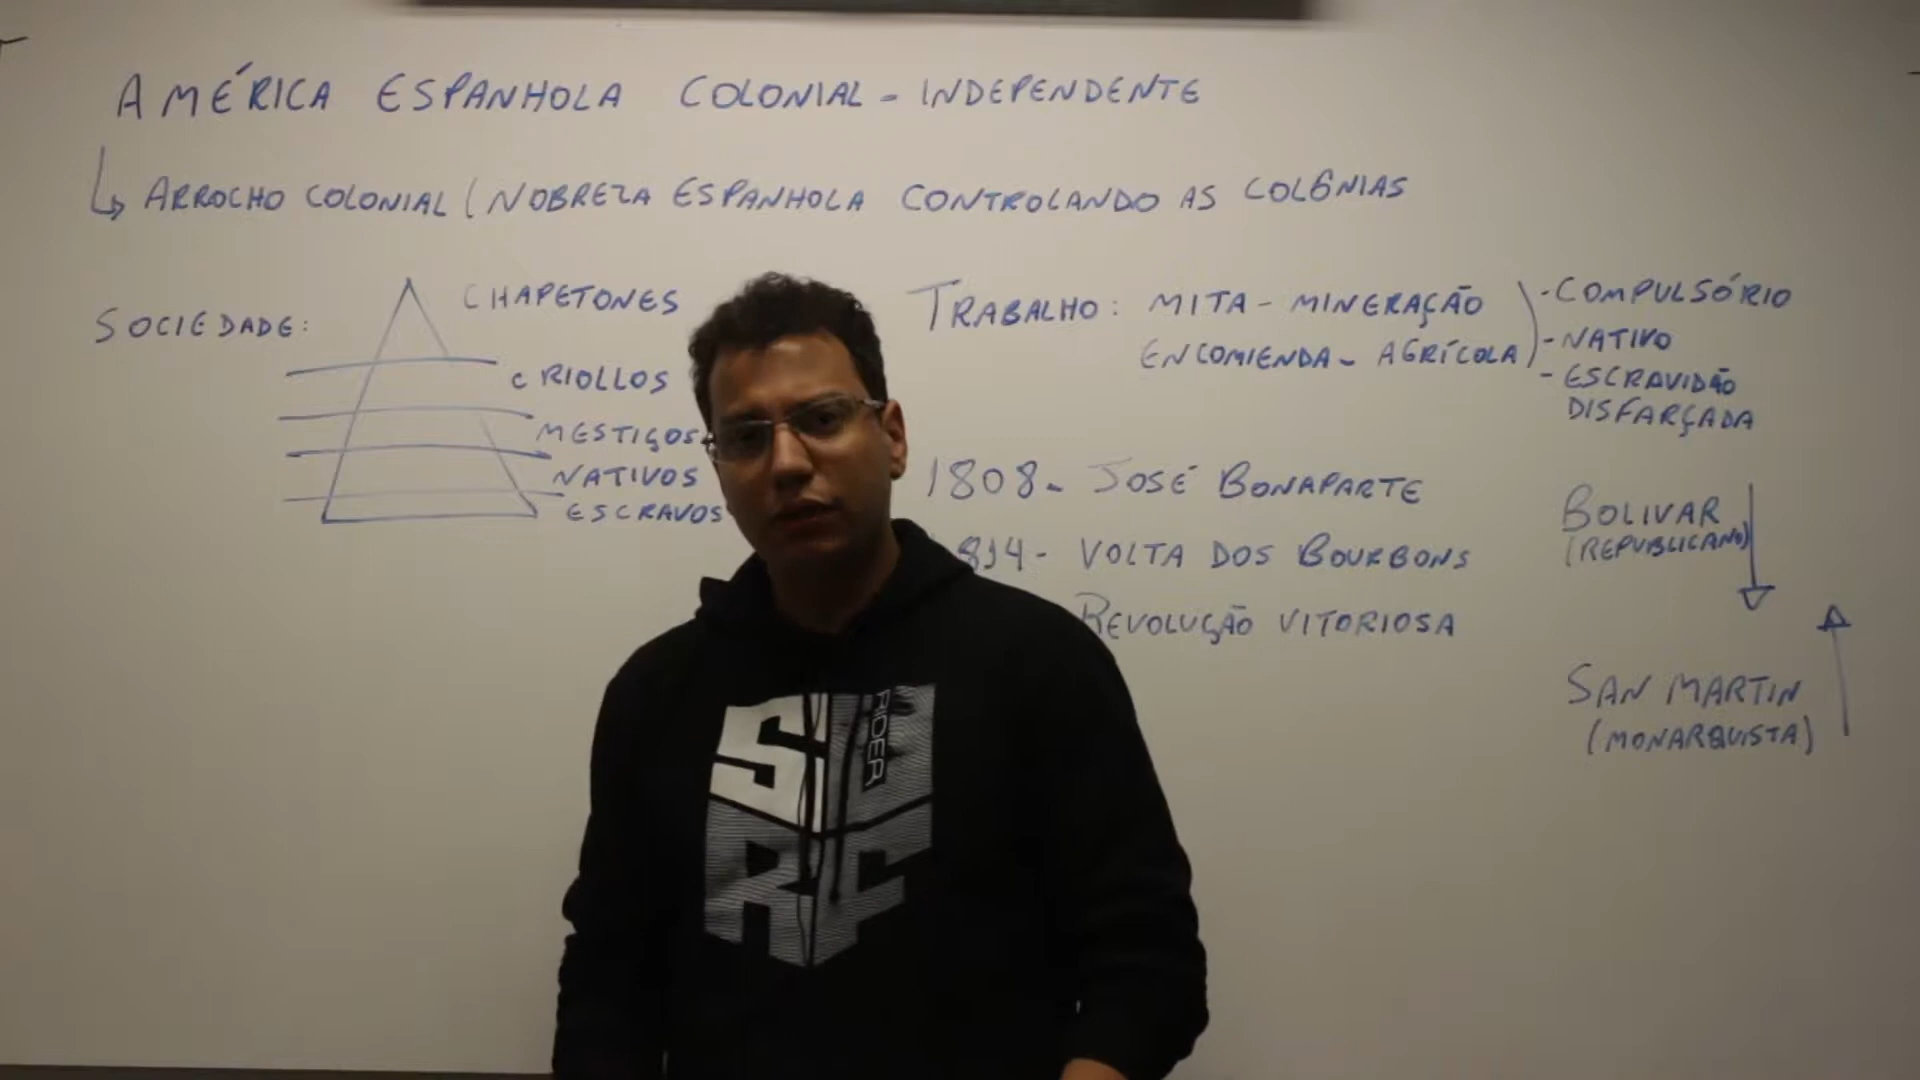 AMÉRICA ESPANHOLA COLONIAL - INDEPENDENTE
ARROCHO COLONIAL (NOBREZA ESPANHOLA CONTROLANDO AS COLÔNIAS
SOCIEDADE:
CHAPETONES
CRIOLLOS
MESTIÇOS
NATIVOS
ESCRAVOS
TRABALHO: MITA - MINERAÇÃO
ENCOMIENDA - AGRÍCOLA
- COMPULSÓRIO
- NATIVO
- ESCRAVIDÃO
DISFARÇADA
1808 - JOSÉ BONAPARTE
814 - VOLTA DOS BOURBONS
REVOLUÇÃO VITORIOSA
BOLIVAR
(REPUBLICANO)
SAN MARTIN
(MONARQUISTA)
RIDER